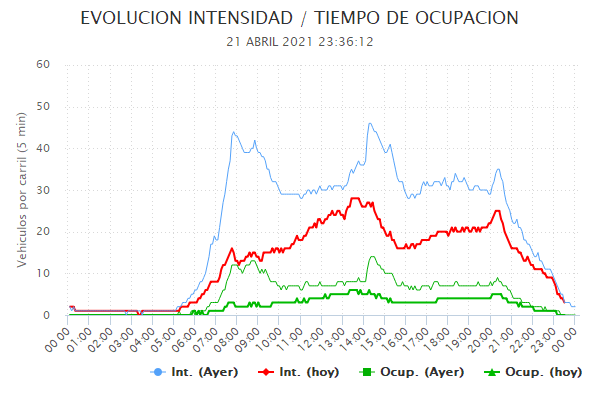 EVOLUCION INTENSIDAD / TIEMPO DE OCUPACION
21 ABRIL 2021 23:36:12
Vehiculos por carril (5 min)
60
50
40
30
20
10
0
00:00 01:00 02:00 03:00 04:00 05:00 06:00 07:00 08:00 09:00 10:00 11:00 12:00 13:00 14:00 15:00 16:00 17:00 18:00 19:00 20:00 21:00 22:00 23:00 00:00
Int. (Ayer) Int. (hoy) Ocup. (Ayer) Ocup. (hoy)